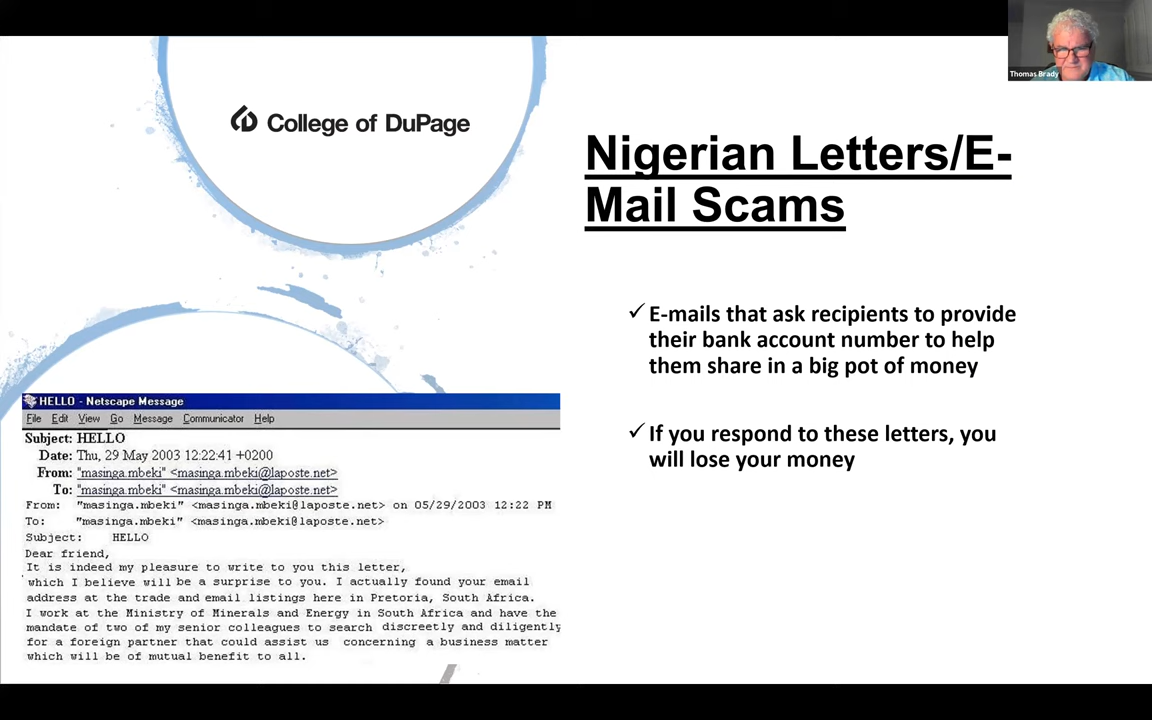 Thomas Brady
College of DuPage
Nigerian Letters/E-
Mail Scams
✓ E-mails that ask recipients to provide
their bank account number to help
them share in a big pot of money
✓ If you respond to these letters, you
will lose your money
HELLO - Netscape Message
File Edit View Go Message Communicator Help
Subject: HELLO
Date: Thu, 29 May 2003 12:22:41 +0200
From: "masinga.mbeki" <masinga.mbeki@laposte.net>
To: "masinga.mbeki" <masinga.mbeki@laposte.net>
From: "masinga.mbeki" <masinga.mbeki@laposte.net> on 05/29/2003 12:22 PM
To: "masinga.mbeki" <masinga.mbeki@laposte.net>
Subject: HELLO
Dear friend,
It is indeed my pleasure to write to you this letter,
which I believe will be a surprise to you. I actually found your email
address at the trade and email listings here in Pretoria, South Africa.
I work at the Ministry of Minerals and Energy in South Africa and have the
mandate of two of my senior colleagues to search discreetly and diligently
for a foreign partner that could assist us concerning a business matter
which will be of mutual benefit to all.